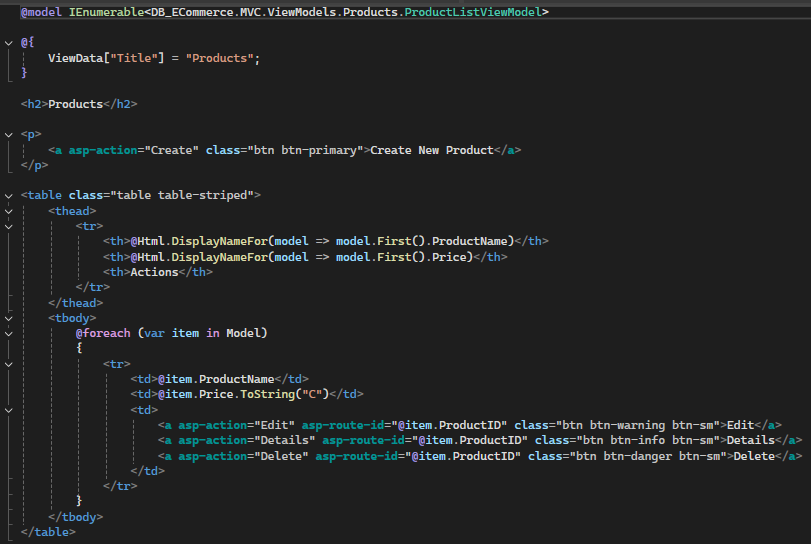 @model IEnumerable<DB_ECommerce.MVC.ViewModels.Products.ProductListViewModel>
@{
    ViewData["Title"] = "Products";
}
<h2>Products</h2>
<p>
    <a asp-action="Create" class="btn btn-primary">Create New Product</a>
</p>
<table class="table table-striped">
    <thead>
        <tr>
            <th>@Html.DisplayNameFor(model => model.First().ProductName)</th>
            <th>@Html.DisplayNameFor(model => model.First().Price)</th>
            <th>Actions</th>
        </tr>
    </thead>
    <tbody>
        @foreach (var item in Model)
        {
            <tr>
                <td>@item.ProductName</td>
                <td>@item.Price.ToString("C")</td>
                <td>
                    <a asp-action="Edit" asp-route-id="@item.ProductID" class="btn btn-warning btn-sm">Edit</a>
                    <a asp-action="Details" asp-route-id="@item.ProductID" class="btn btn-info btn-sm">Details</a>
                    <a asp-action="Delete" asp-route-id="@item.ProductID" class="btn btn-danger btn-sm">Delete</a>
                </td>
            </tr>
        }
    </tbody>
</table>